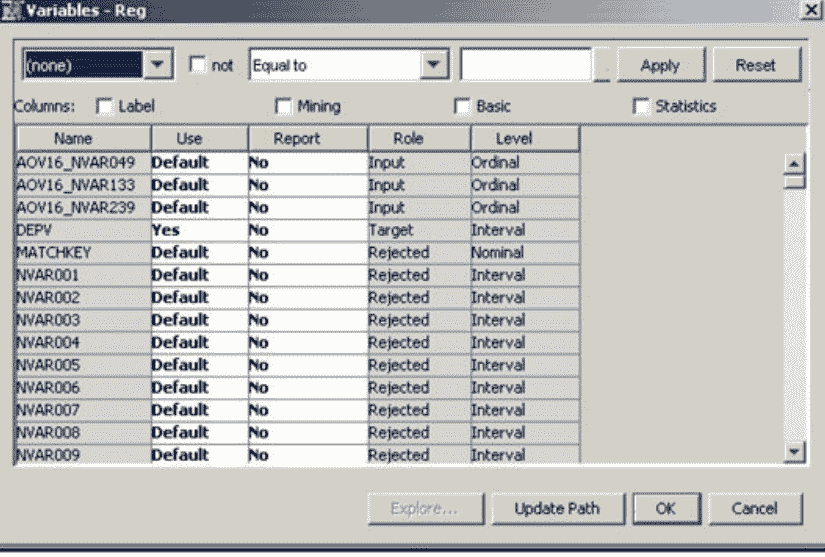 Variables - Reg
(none) not Equal to Apply Reset
Columns: Label Mining Basic Statistics
Name Use Report Role Level
AOV16_NVAR049 Default No Input Ordinal
AOV16_NVAR133 Default No Input Ordinal
AOV16_NVAR239 Default No Input Ordinal
DEPV Yes No Target Interval
MATCHKEY Default No Rejected Nominal
NVAR001 Default No Rejected Interval
NVAR002 Default No Rejected Interval
NVAR003 Default No Rejected Interval
NVAR004 Default No Rejected Interval
NVAR005 Default No Rejected Interval
NVAR006 Default No Rejected Interval
NVAR007 Default No Rejected Interval
NVAR008 Default No Rejected Interval
NVAR009 Default No Rejected Interval
Explore... Update Path OK Cancel